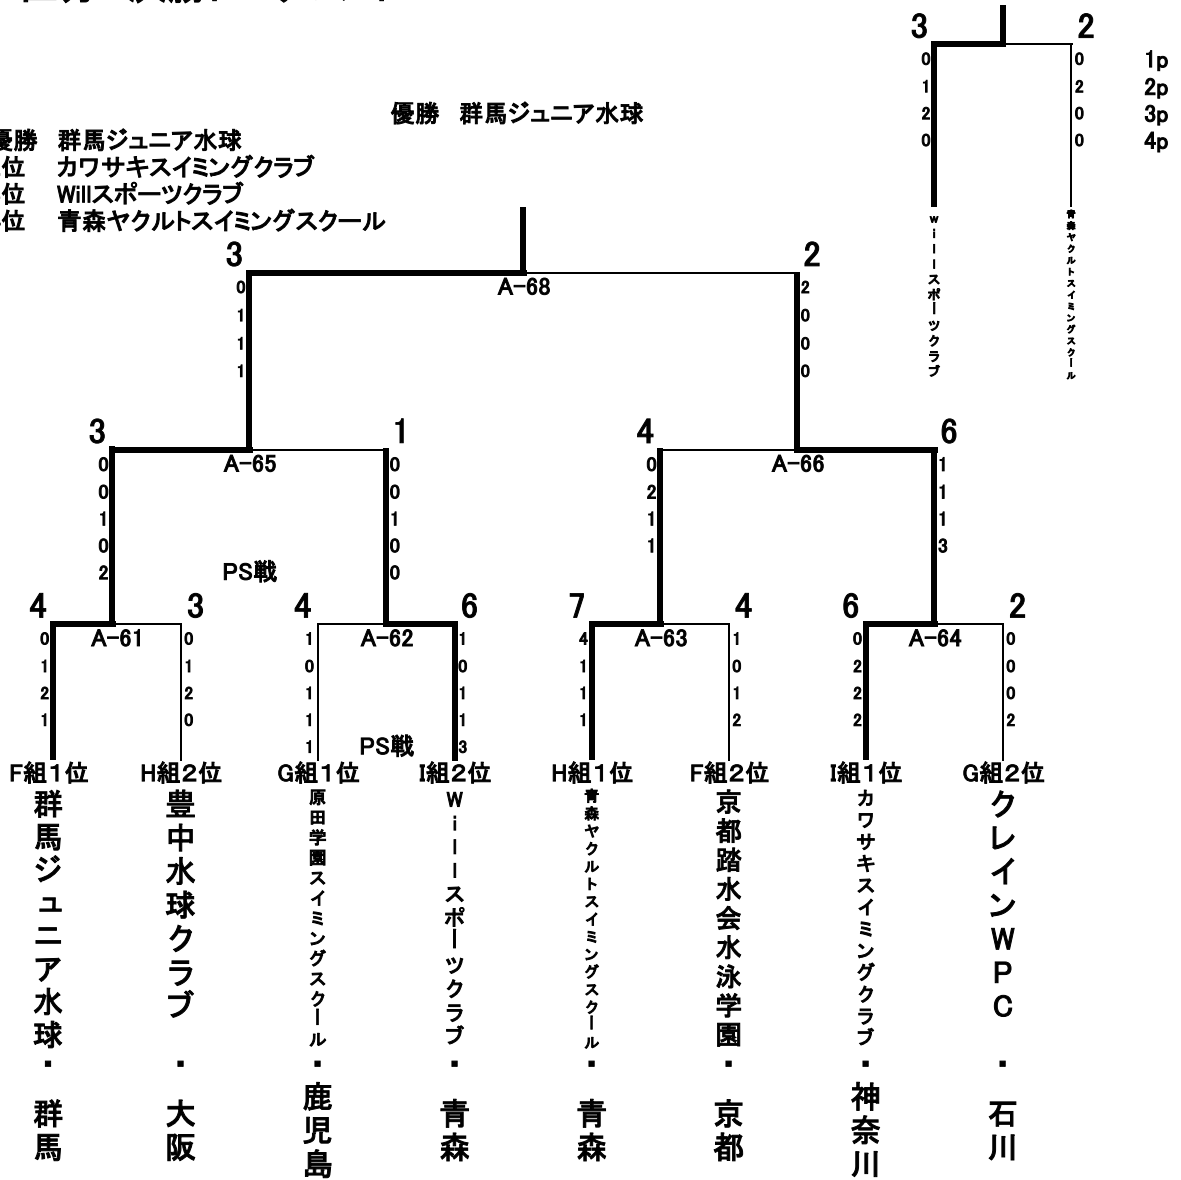 3 2
0 0 1p
1 2 2p
2 0 3p
0 0 4p
Willスポーツクラブ
青森ヤクルトスイミングスクール
優勝 群馬ジュニア水球
優勝 群馬ジュニア水球
位 カワサキスイミングクラブ
位 Willスポーツクラブ
位 青森ヤクルトスイミングスクール
3 2
A-68
0 2
1 0
1 0
1 0
3 1 4 6
A-65 A-66
0 0 0 1
0 0 2 1
1 1 1 1
0 0 1 3
2 PS戦 0
4 3 4 6 7 4 6 2
A-61 A-62 A-63 A-64
0 0 1 1 4 1 0 0
1 1 0 0 1 0 2 0
2 2 1 1 1 1 2 0
1 0 1 1 1 2 2 2
1 PS戦 3
F組1位 H組2位 G組1位 I組2位 H組1位 F組2位 I組1位 G組2位
群馬ジュニア水球・群馬
豊中水球クラブ・大阪
原田学園スイミングスクール・鹿児島
Willスポーツクラブ・青森
青森ヤクルトスイミングスクール・青森
京都踏水会水泳学園・京都
カワサキスイミングクラブ・神奈川
クレインWPC・石川